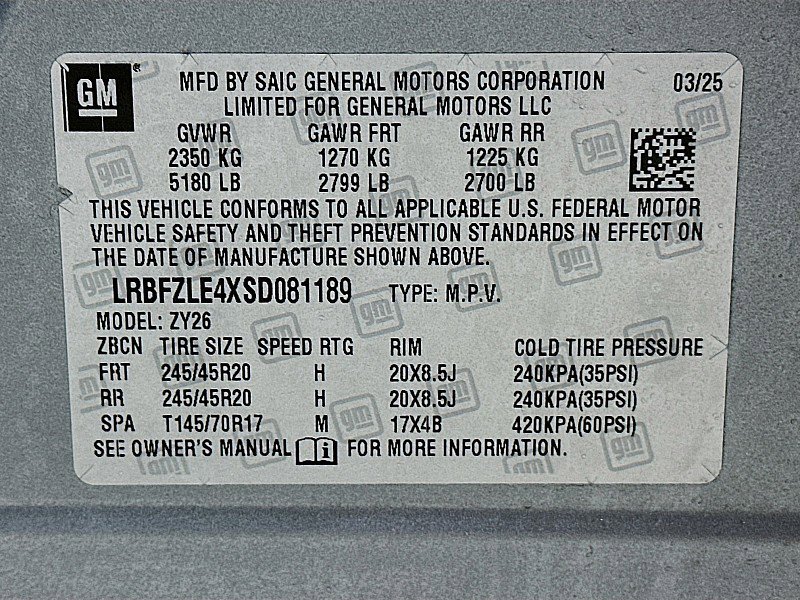 GM
MFD BY SAIC GENERAL MOTORS CORPORATION 03/25
LIMITED FOR GENERAL MOTORS LLC
GVWR GAWR FRT GAWR RR
2350 KG 1270 KG 1225 KG
5180 LB 2799 LB 2700 LB
THIS VEHICLE CONFORMS TO ALL APPLICABLE U.S. FEDERAL MOTOR
VEHICLE SAFETY AND THEFT PREVENTION STANDARDS IN EFFECT ON
THE DATE OF MANUFACTURE SHOWN ABOVE.
LRBFZLE4XSD081189 TYPE: M.P.V.
MODEL: ZY26
ZBCN TIRE SIZE SPEED RTG RIM COLD TIRE PRESSURE
FRT 245/45R20 H 20X8.5J 240KPA(35PSI)
RR 245/45R20 H 20X8.5J 240KPA(35PSI)
SPA T145/70R17 M 17X4B 420KPA(60PSI)
SEE OWNER'S MANUAL FOR MORE INFORMATION.